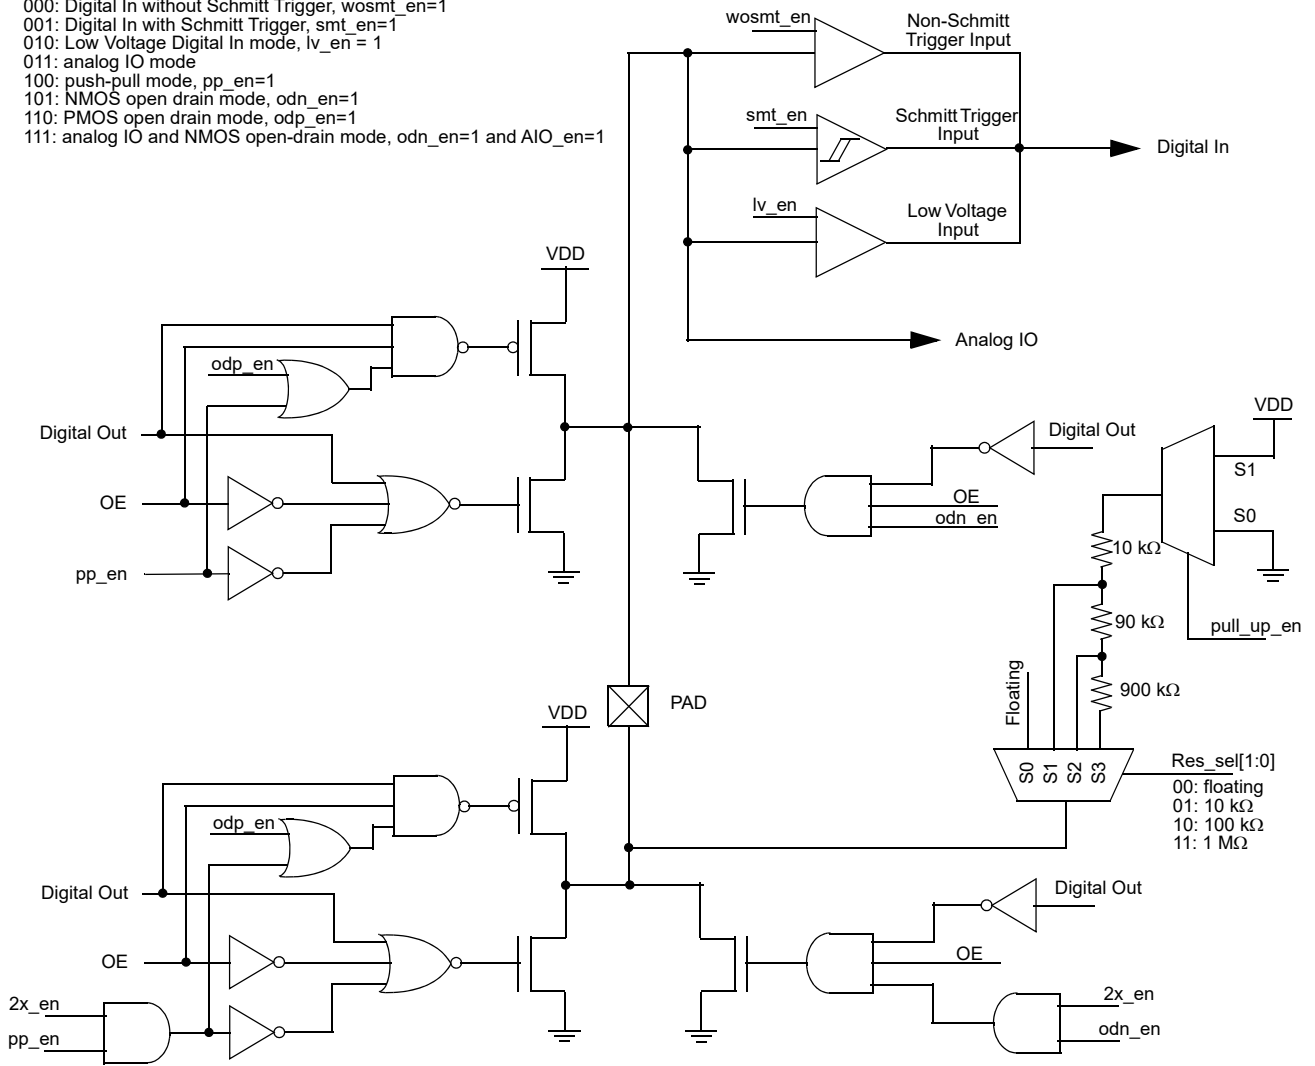 000: Digital In without Schmitt Trigger, wosmt_en=1
001: Digital In with Schmitt Trigger, smt_en=1
010: Low Voltage Digital In mode, lv_en = 1
011: analog IO mode
100: push-pull mode, pp_en=1
101: NMOS open drain mode, odn_en=1
110: PMOS open drain mode, odp_en=1
111: analog IO and NMOS open-drain mode, odn_en=1 and AIO_en=1
wosmt_en
Non-Schmitt
Trigger Input
smt_en
Schmitt Trigger
Input
Digital In
lv_en
Low Voltage
Input
Analog IO
VDD
odp_en
Digital Out
OE
pp_en
Digital Out
OE
odn_en
VDD
S1
S0
10 kΩ
90 kΩ
pull_up_en
900 kΩ
Floating
S0
S1
S2
S3
Res_sel[1:0]
00: floating
01: 10 kΩ
10: 100 kΩ
11: 1 MΩ
PAD
VDD
odp_en
Digital Out
OE
2x_en
pp_en
Digital Out
OE
2x_en
odn_en